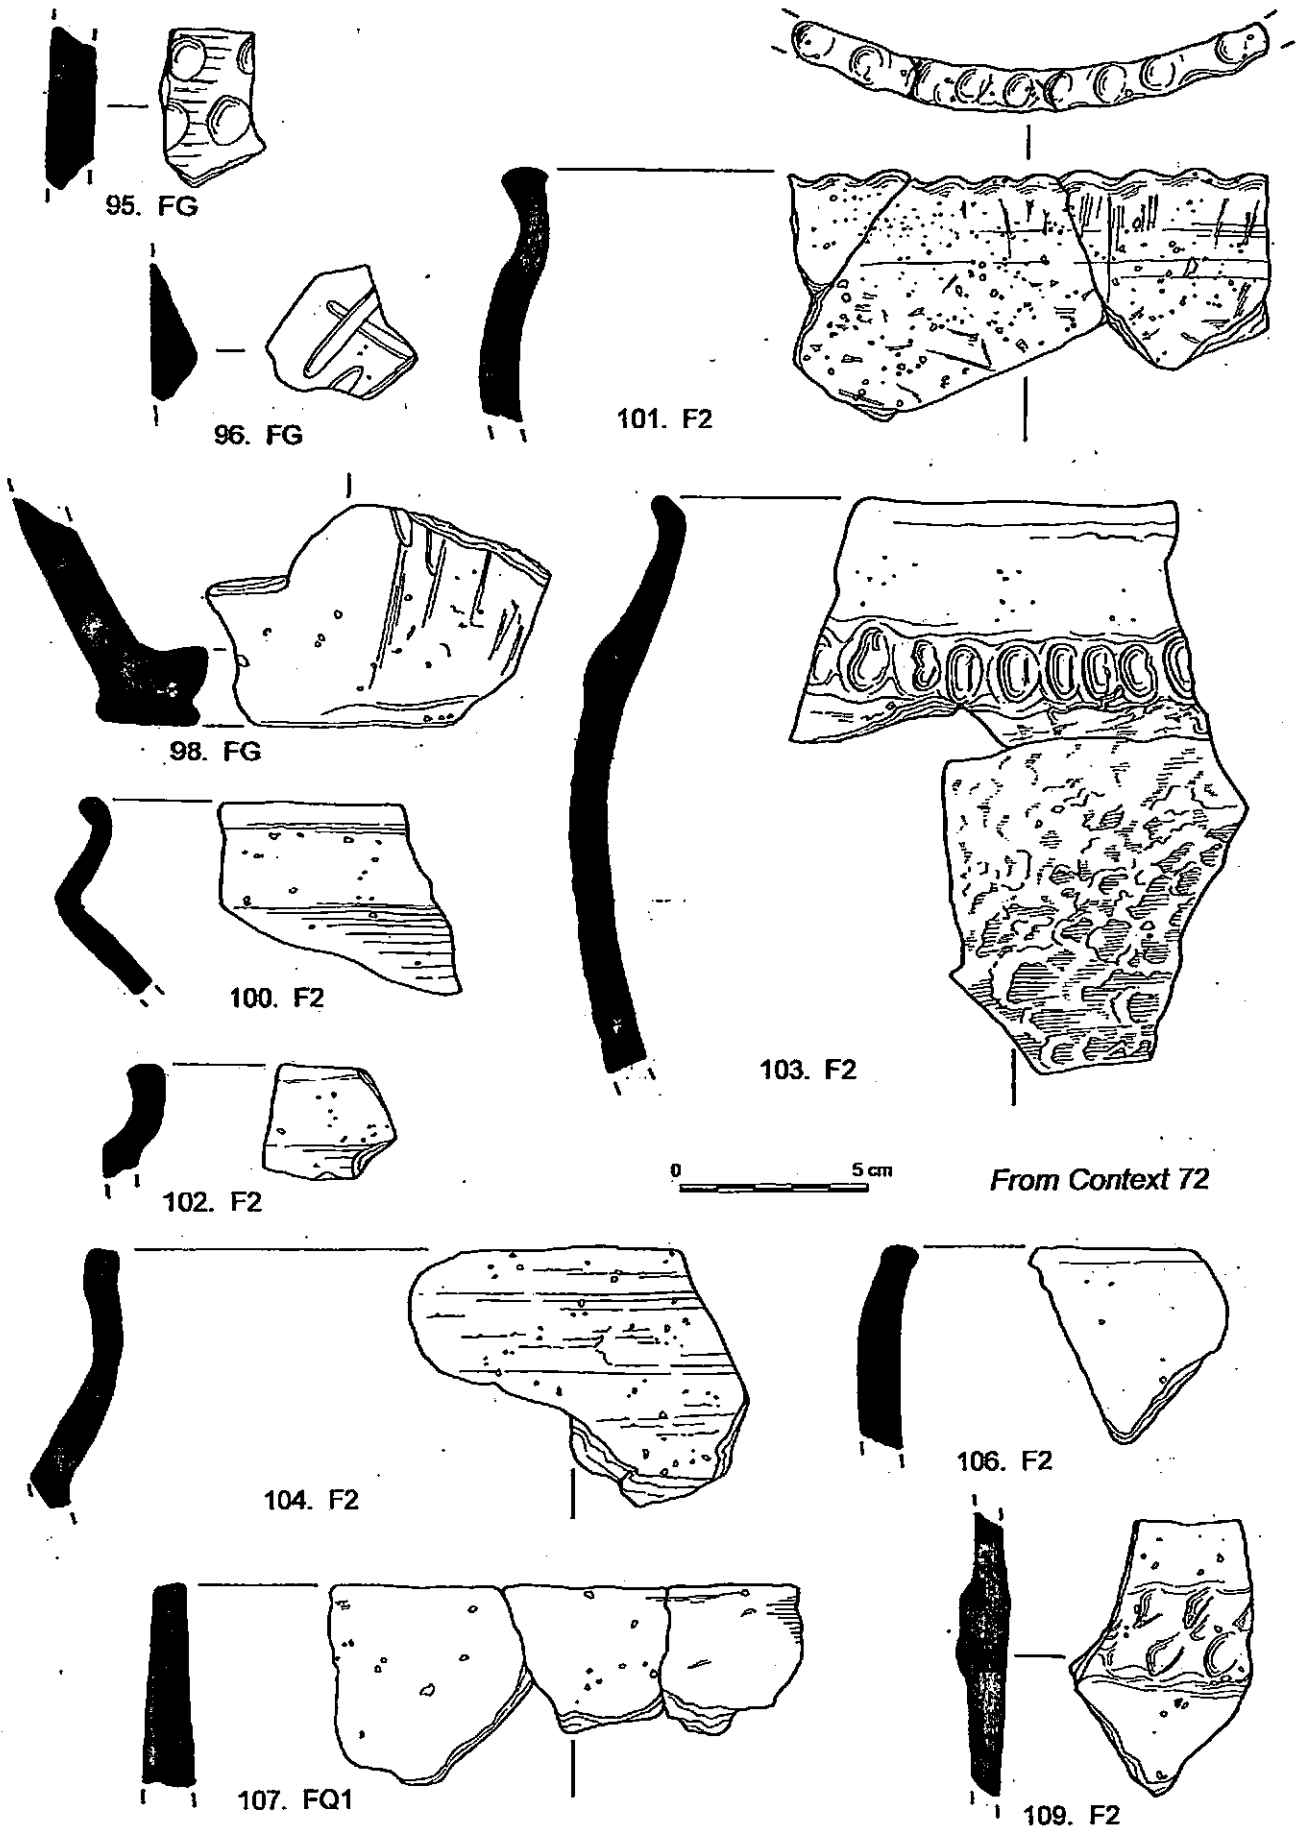 95. FG
96. FG
101. F2
98. FG
100. F2
103. F2
102. F2
0 5 cm
From Context 72
104. F2
106. F2
107. FQ1
109. F2